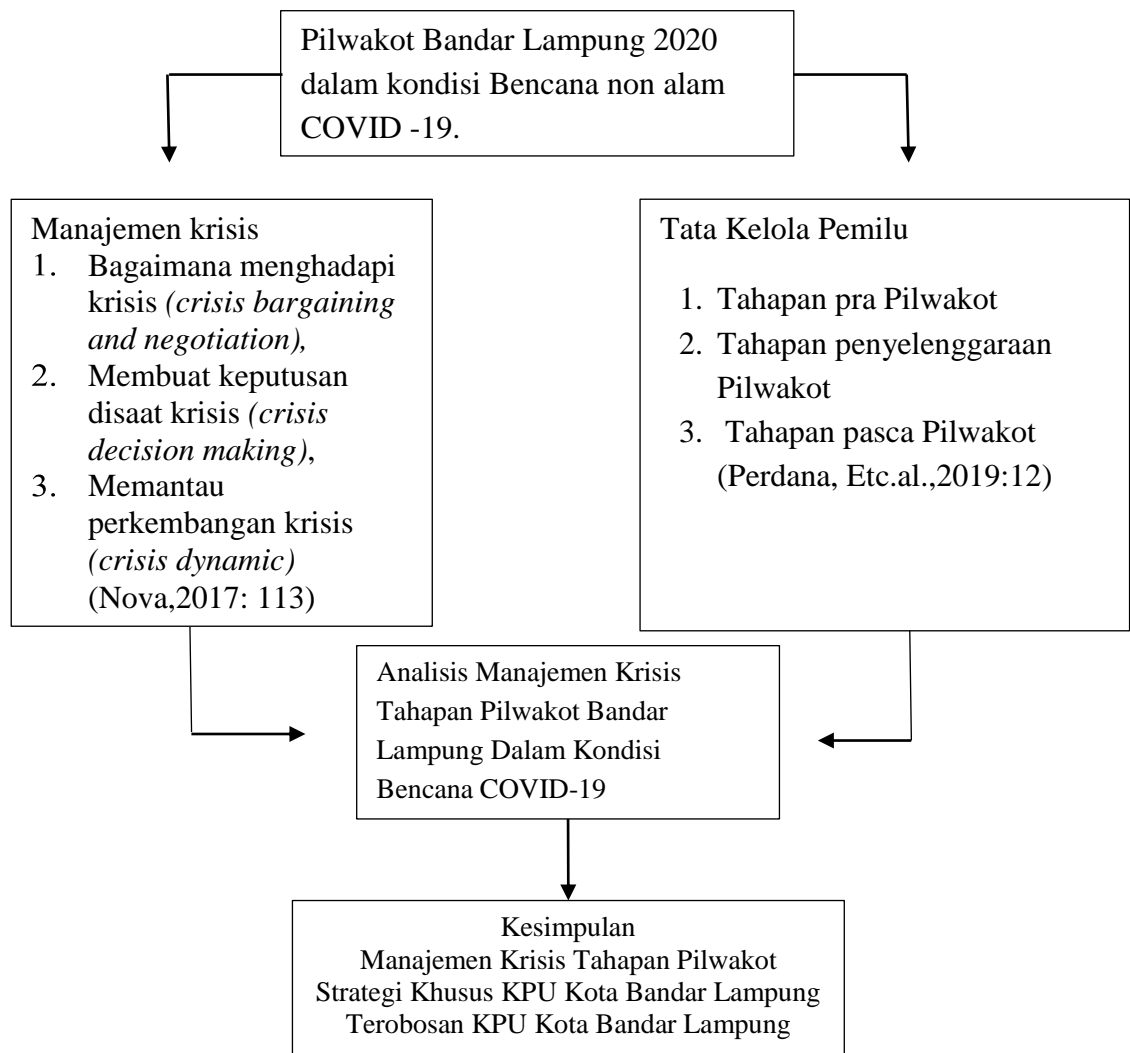 Pilwakot Bandar Lampung 2020
dalam kondisi Bencana non alam
COVID -19.
Manajemen krisis
1. Bagaimana menghadapi
krisis (crisis bargaining
and negotiation),
2. Membuat keputusan
disaat krisis (crisis
decision making),
3. Memantau
perkembangan krisis
(crisis dynamic)
(Nova,2017: 113)
Tata Kelola Pemilu
1. Tahapan pra Pilwakot
2. Tahapan penyelenggaraan
Pilwakot
3. Tahapan pasca Pilwakot
(Perdana, Etc.al.,2019:12)
Analisis Manajemen Krisis
Tahapan Pilwakot Bandar
Lampung Dalam Kondisi
Bencana COVID-19
Kesimpulan
Manajemen Krisis Tahapan Pilwakot
Strategi Khusus KPU Kota Bandar Lampung
Terobosan KPU Kota Bandar Lampung